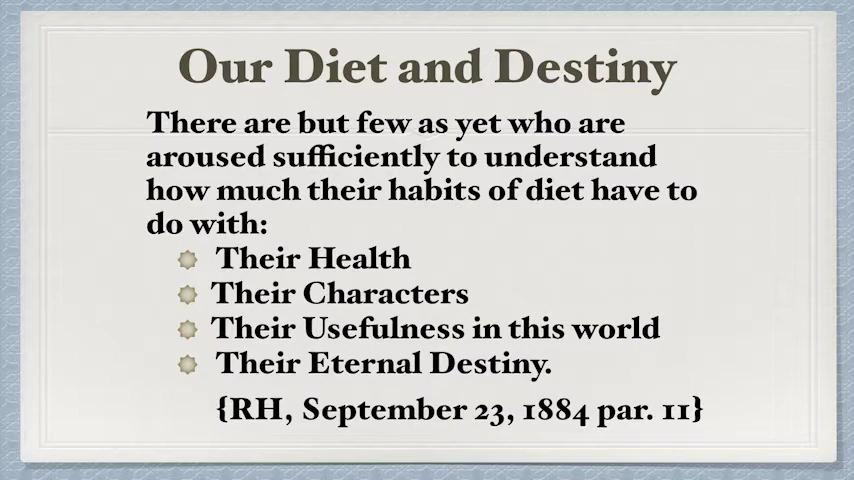 Our Diet and Destiny
There are but few as yet who are
aroused sufficiently to understand
how much their habits of diet have to
do with:
Their Health
Their Characters
Their Usefulness in this world
Their Eternal Destiny.
{RH, September 23, 1884 par. 11}